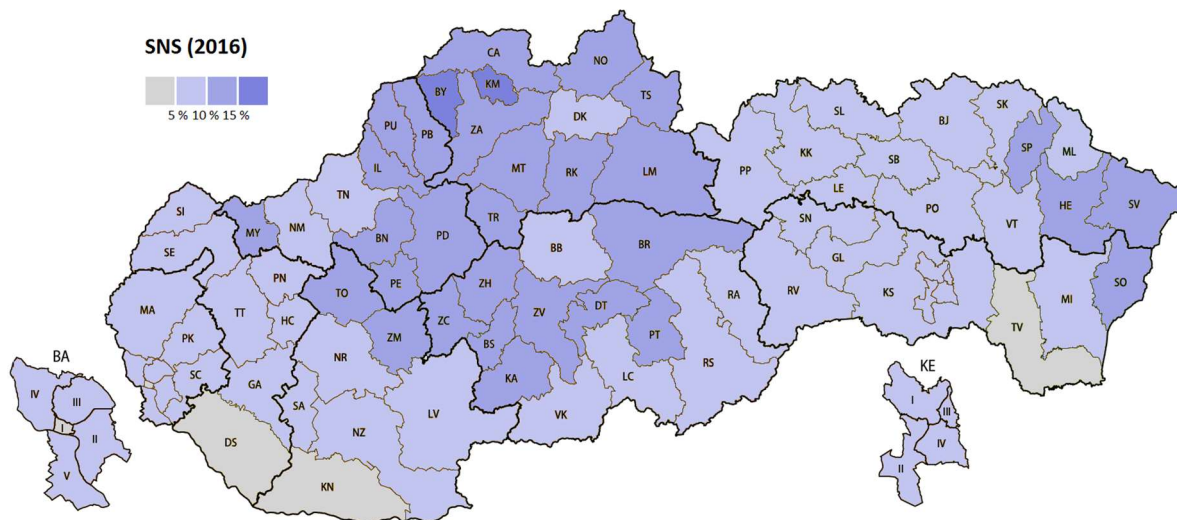 SNS (2016)
5 % 10 % 15 %
CA
NO
BY
KM
TS
PU
PB
ZA
DK
SL
BJ
SK
SP
ML
IL
MT
RK
LM
PP
KK
SB
LE
PO
VT
HE
SV
TN
SI
MY
NM
BN
PD
TR
BB
BR
SN
SE
GL
PN
PE
TO
ZH
MA
TT
HC
ZM
ZC
ZV
DT
RA
RV
KS
MI
SO
TV
PK
NR
BS
PT
SC
GA
KA
LC
RS
SA
LV
VK
NZ
DS
KN
BA
IV
III
I
II
V
KE
I
III
IV
II